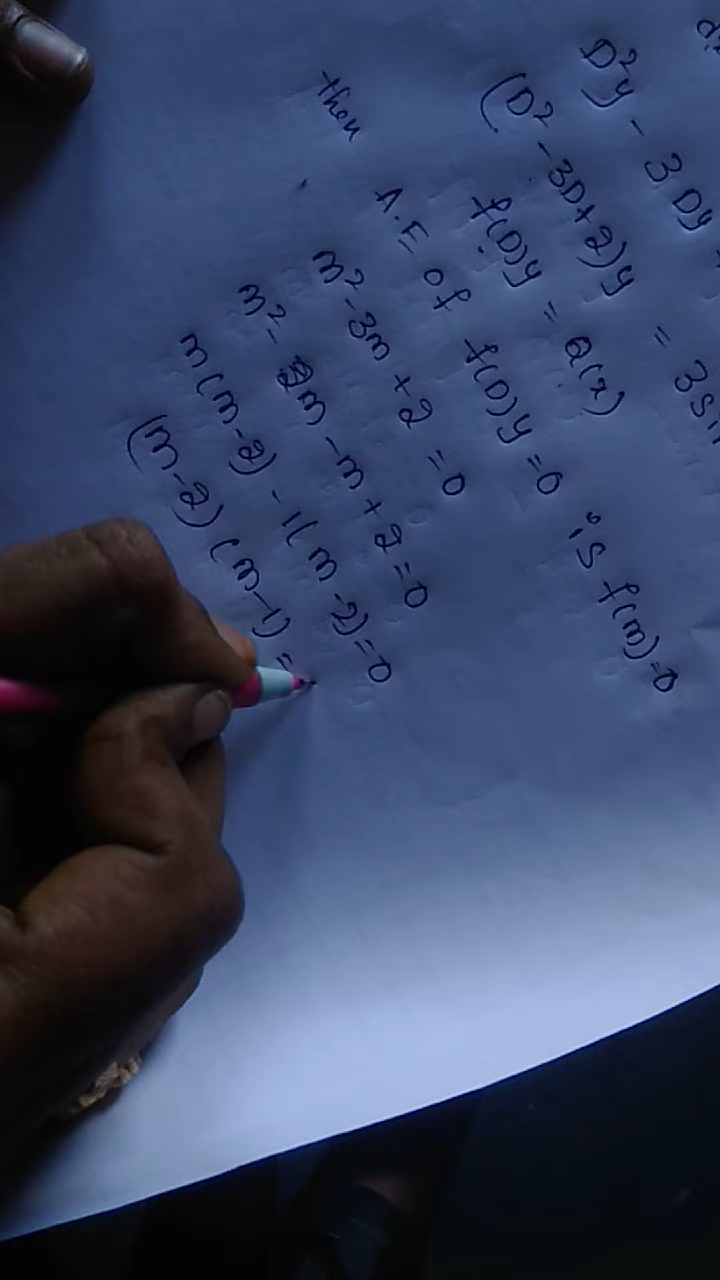 D²y - 3Dy
(D² - 3D+2)y = 3si
f(D)y = Q(x)
then A.E of f(D)y = 0 is f(m)=0
m² - 3m + 2 = 0
m² - 2m - m + 2 = 0
m(m-2) - 1(m-2) = 0
(m-2) (m-1) =